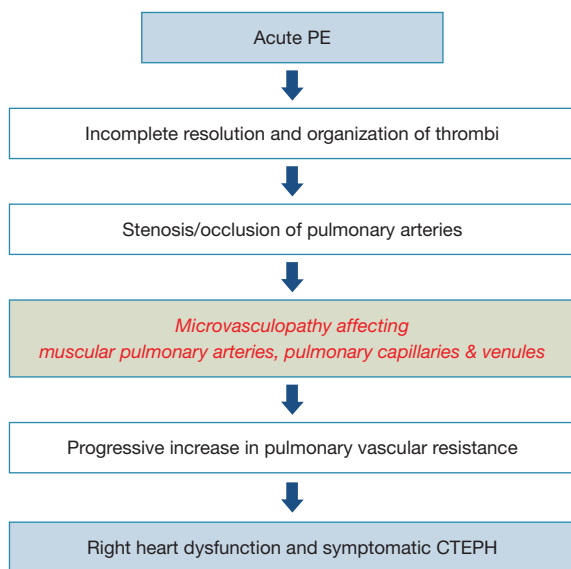 Acute PE
Incomplete resolution and organization of thrombi
Stenosis/occlusion of pulmonary arteries
Microvasculopathy affecting
muscular pulmonary arteries, pulmonary capillaries & venules
Progressive increase in pulmonary vascular resistance
Right heart dysfunction and symptomatic CTEPH